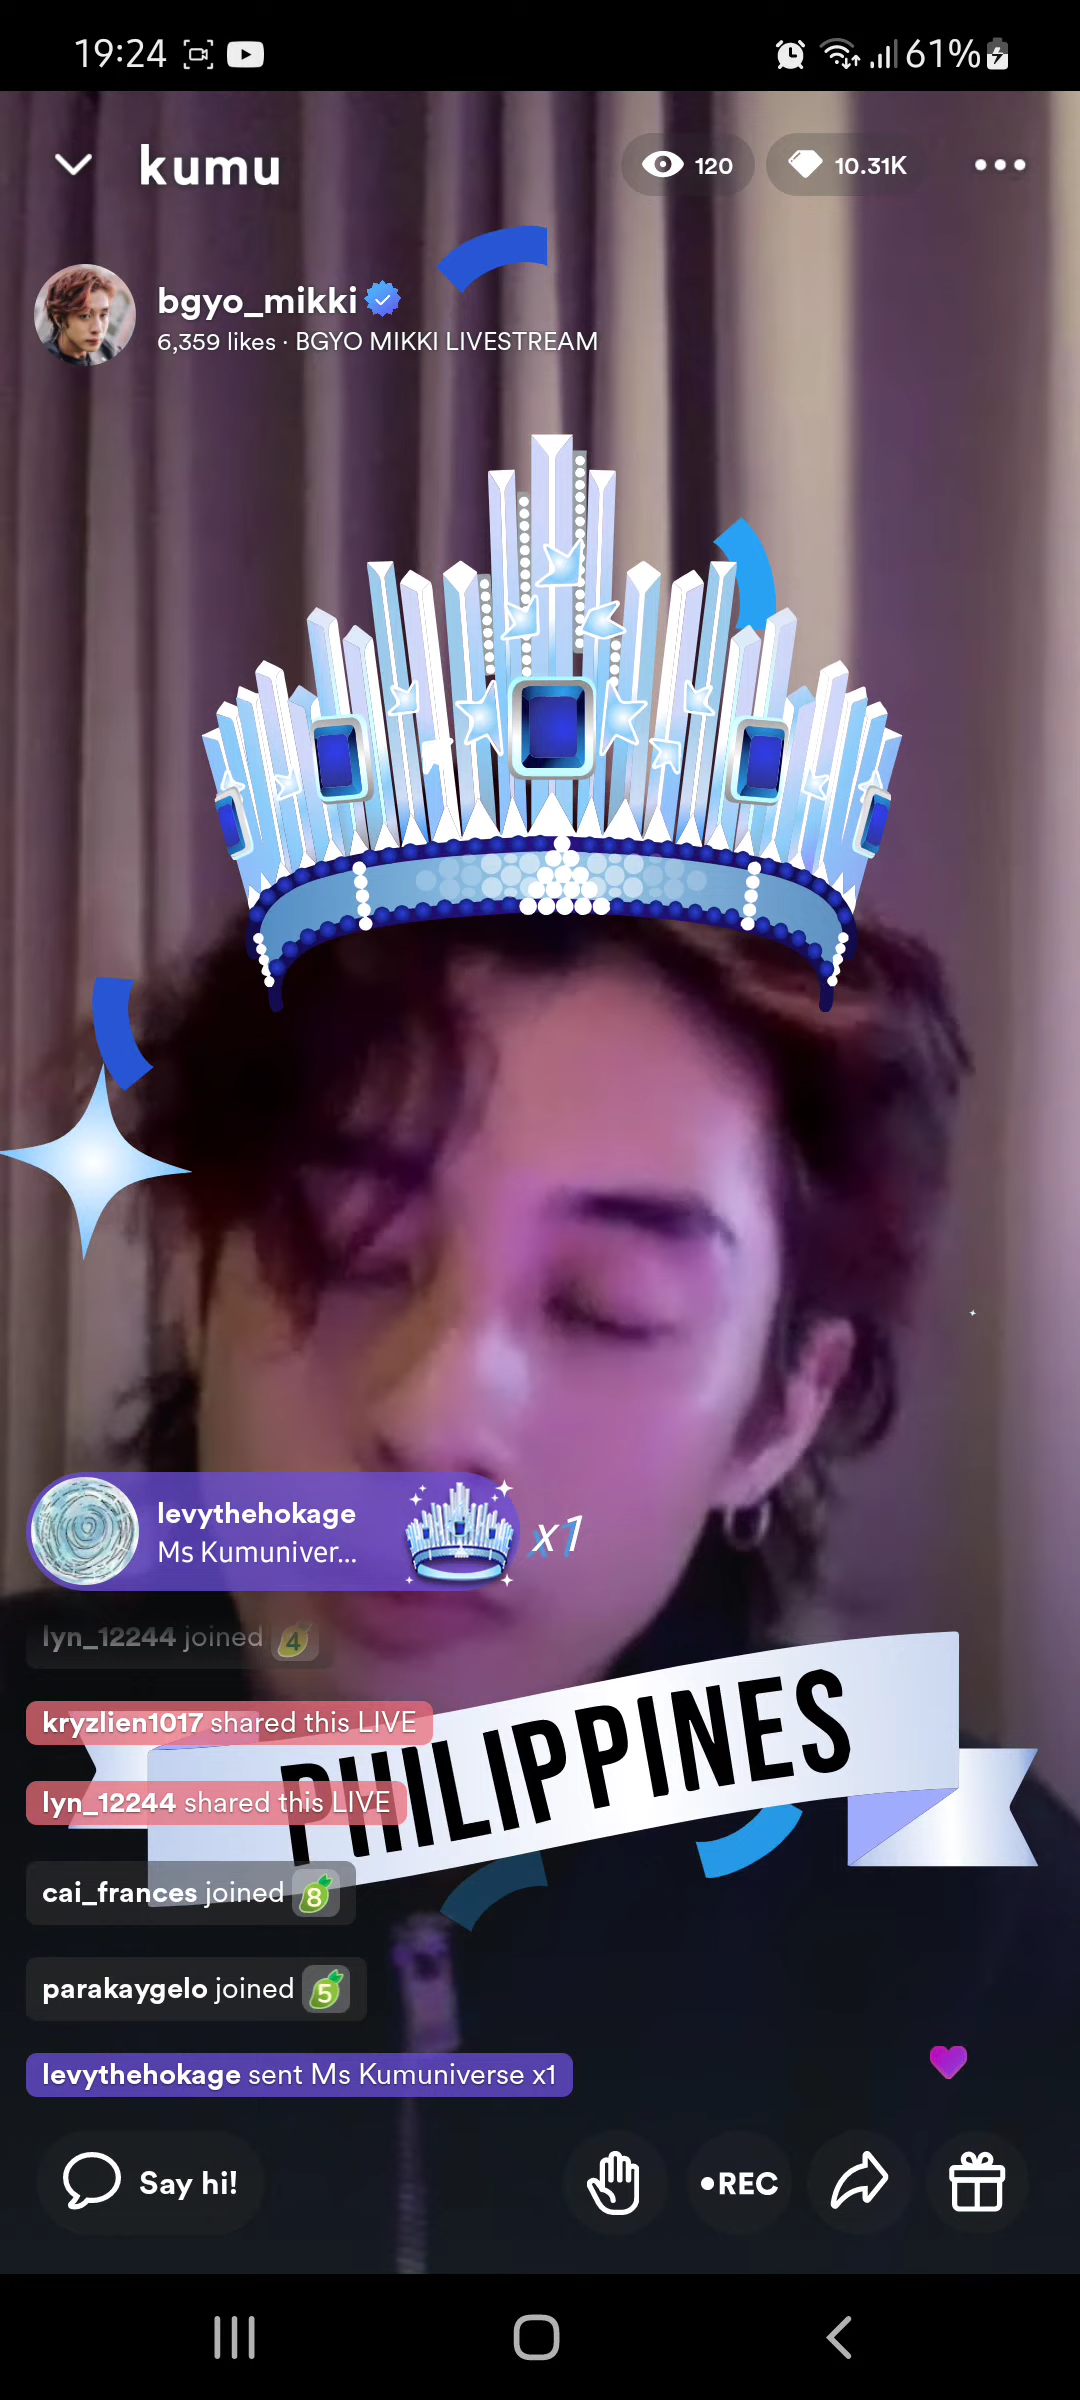 19:24
61%
kumu
120
10.31K
bgyo_mikki
6,359 likes · BGYO MIKKI LIVESTREAM
levythehokage
Ms Kumuniver...
x1
lyn_12244 joined 4
kryzlien1017 shared this LIVE
PHILIPPINES
lyn_12244 shared this LIVE
cai_frances joined 8
parakaygelo joined 5
levythehokage sent Ms Kumuniverse x1
Say hi!
•REC